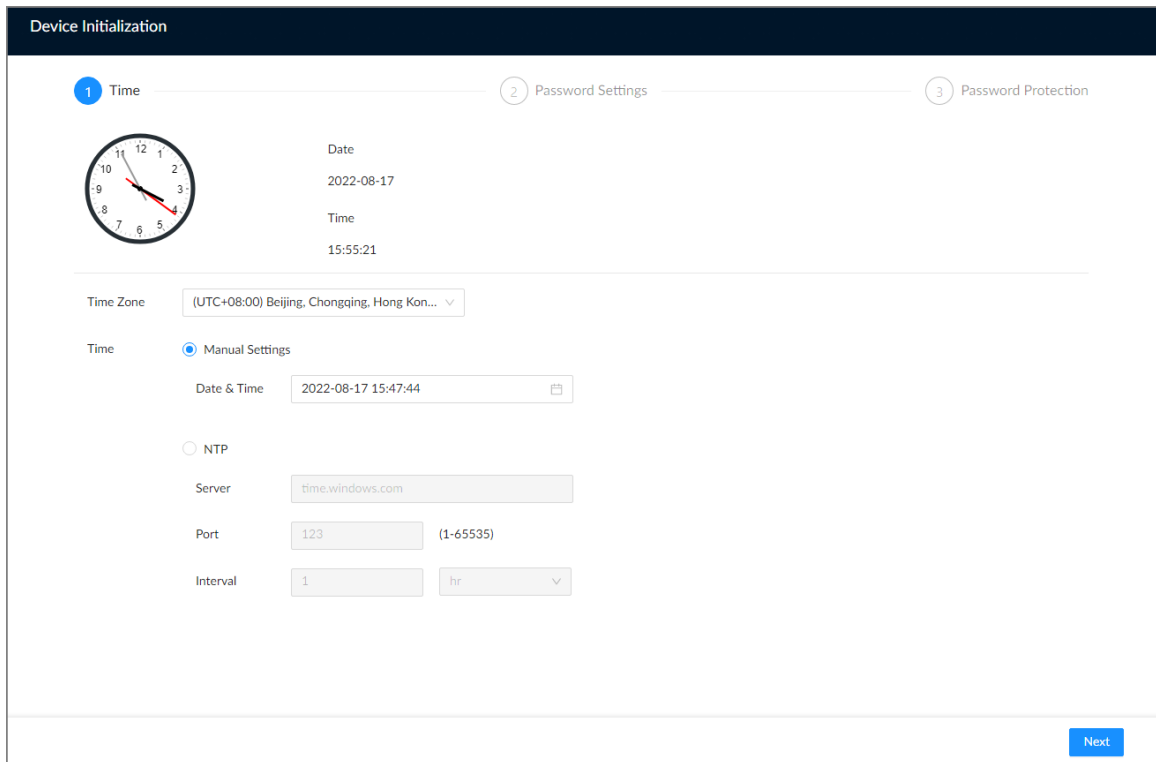 Device Initialization
1 Time 2 Password Settings 3 Password Protection
12
11 1
10 2
9 3
8 4
7 5
6
Date
2022-08-17
Time
15:55:21
Time Zone (UTC+08:00) Beijing, Chongqing, Hong Kon...
Time Manual Settings
Date & Time 2022-08-17 15:47:44
NTP
Server time.windows.com
Port 123 (1-65535)
Interval 1 hr
Next